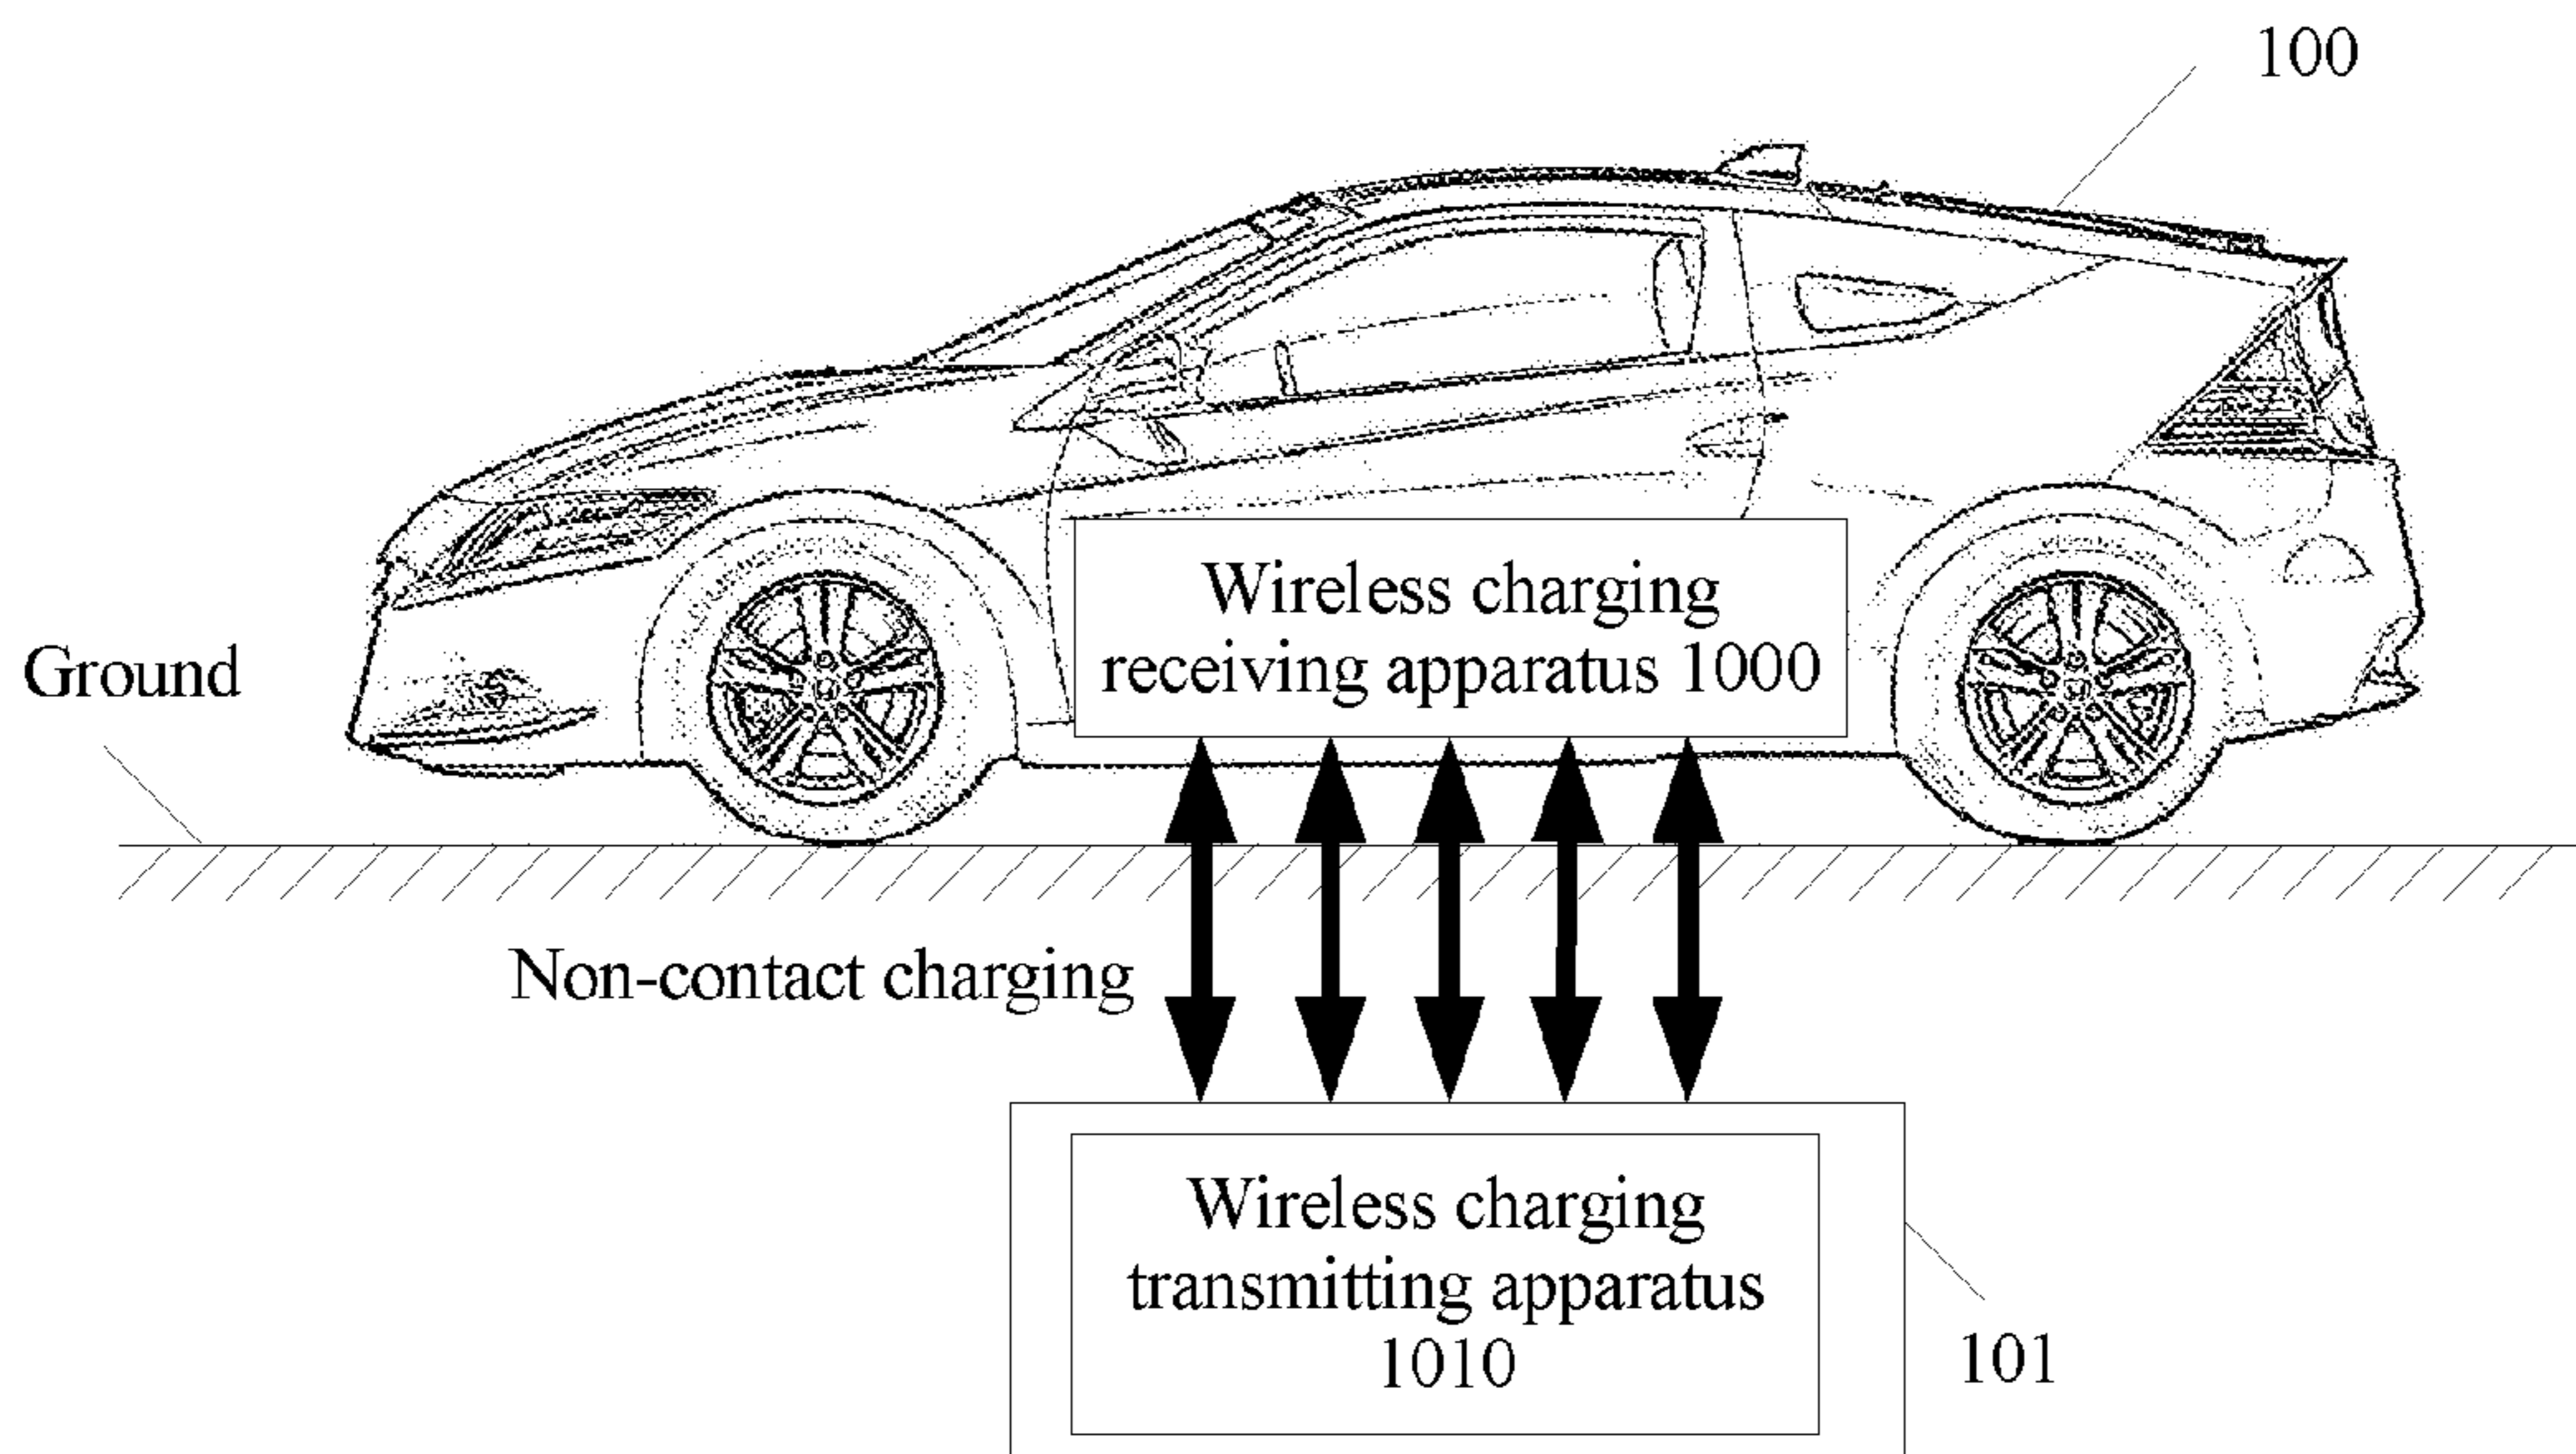 100
Wireless charging
receiving apparatus 1000
Ground
Non-contact charging
Wireless charging
transmitting apparatus
1010
101